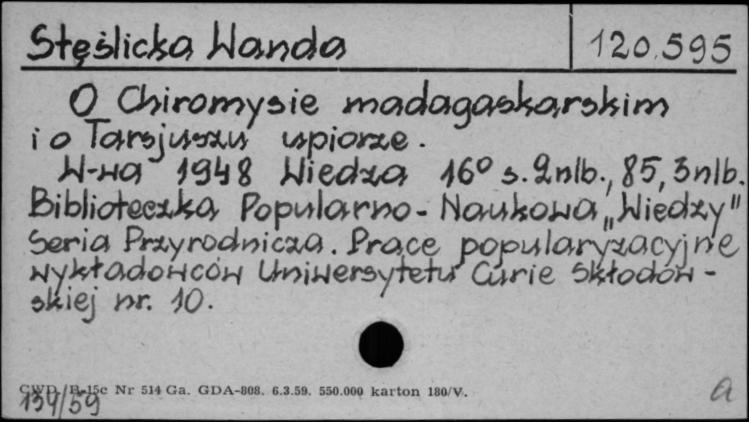 Stęślicka Wanda 120.595
O Chiromysie madagaskarskim
i o Tarsjuszu upiorze.
W-wa 1948 Wiedza 16° s. 2nlb., 85, 3nlb.
Biblioteczka Popularno-Naukowa „Wiedzy"
Seria Przyrodnicza. Prace popularyzacyjne
wykładowców Uniwersytetu Curie Skłodow-
skiej nr. 10.
CWD B-15c Nr 514 Ga. GDA-808. 6.3.59. 550.000 karton 180/V.
134/59
a